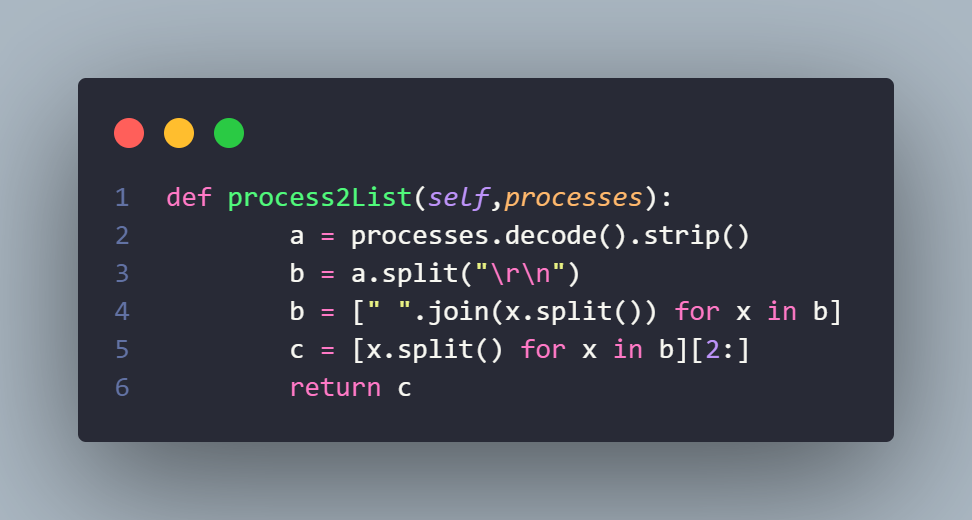 1 def process2List(self,processes):
2         a = processes.decode().strip()
3         b = a.split("\r\n")
4         b = [" ".join(x.split()) for x in b]
5         c = [x.split() for x in b][2:]
6         return c